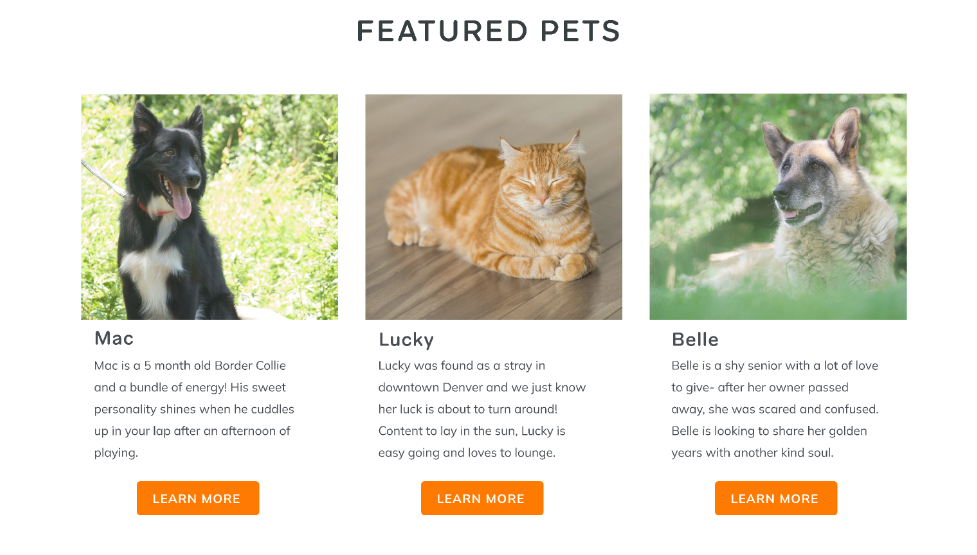 FEATURED PETS
Mac
Mac is a 5 month old Border Collie
and a bundle of energy! His sweet
personality shines when he cuddles
up in your lap after an afternoon of
playing.
LEARN MORE
Lucky
Lucky was found as a stray in
downtown Denver and we just know
her luck is about to turn around!
Content to lay in the sun, Lucky is
easy going and loves to lounge.
LEARN MORE
Belle
Belle is a shy senior with a lot of love
to give- after her owner passed
away, she was scared and confused.
Belle is looking to share her golden
years with another kind soul.
LEARN MORE